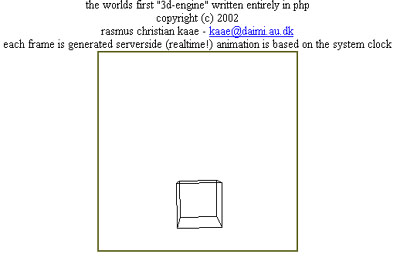 the worlds first "3d-engine" written entirely in php
copyright (c) 2002
rasmus christian kaae - kaae@daimi.au.dk
each frame is generated serverside (realtime!) animation is based on the system clock